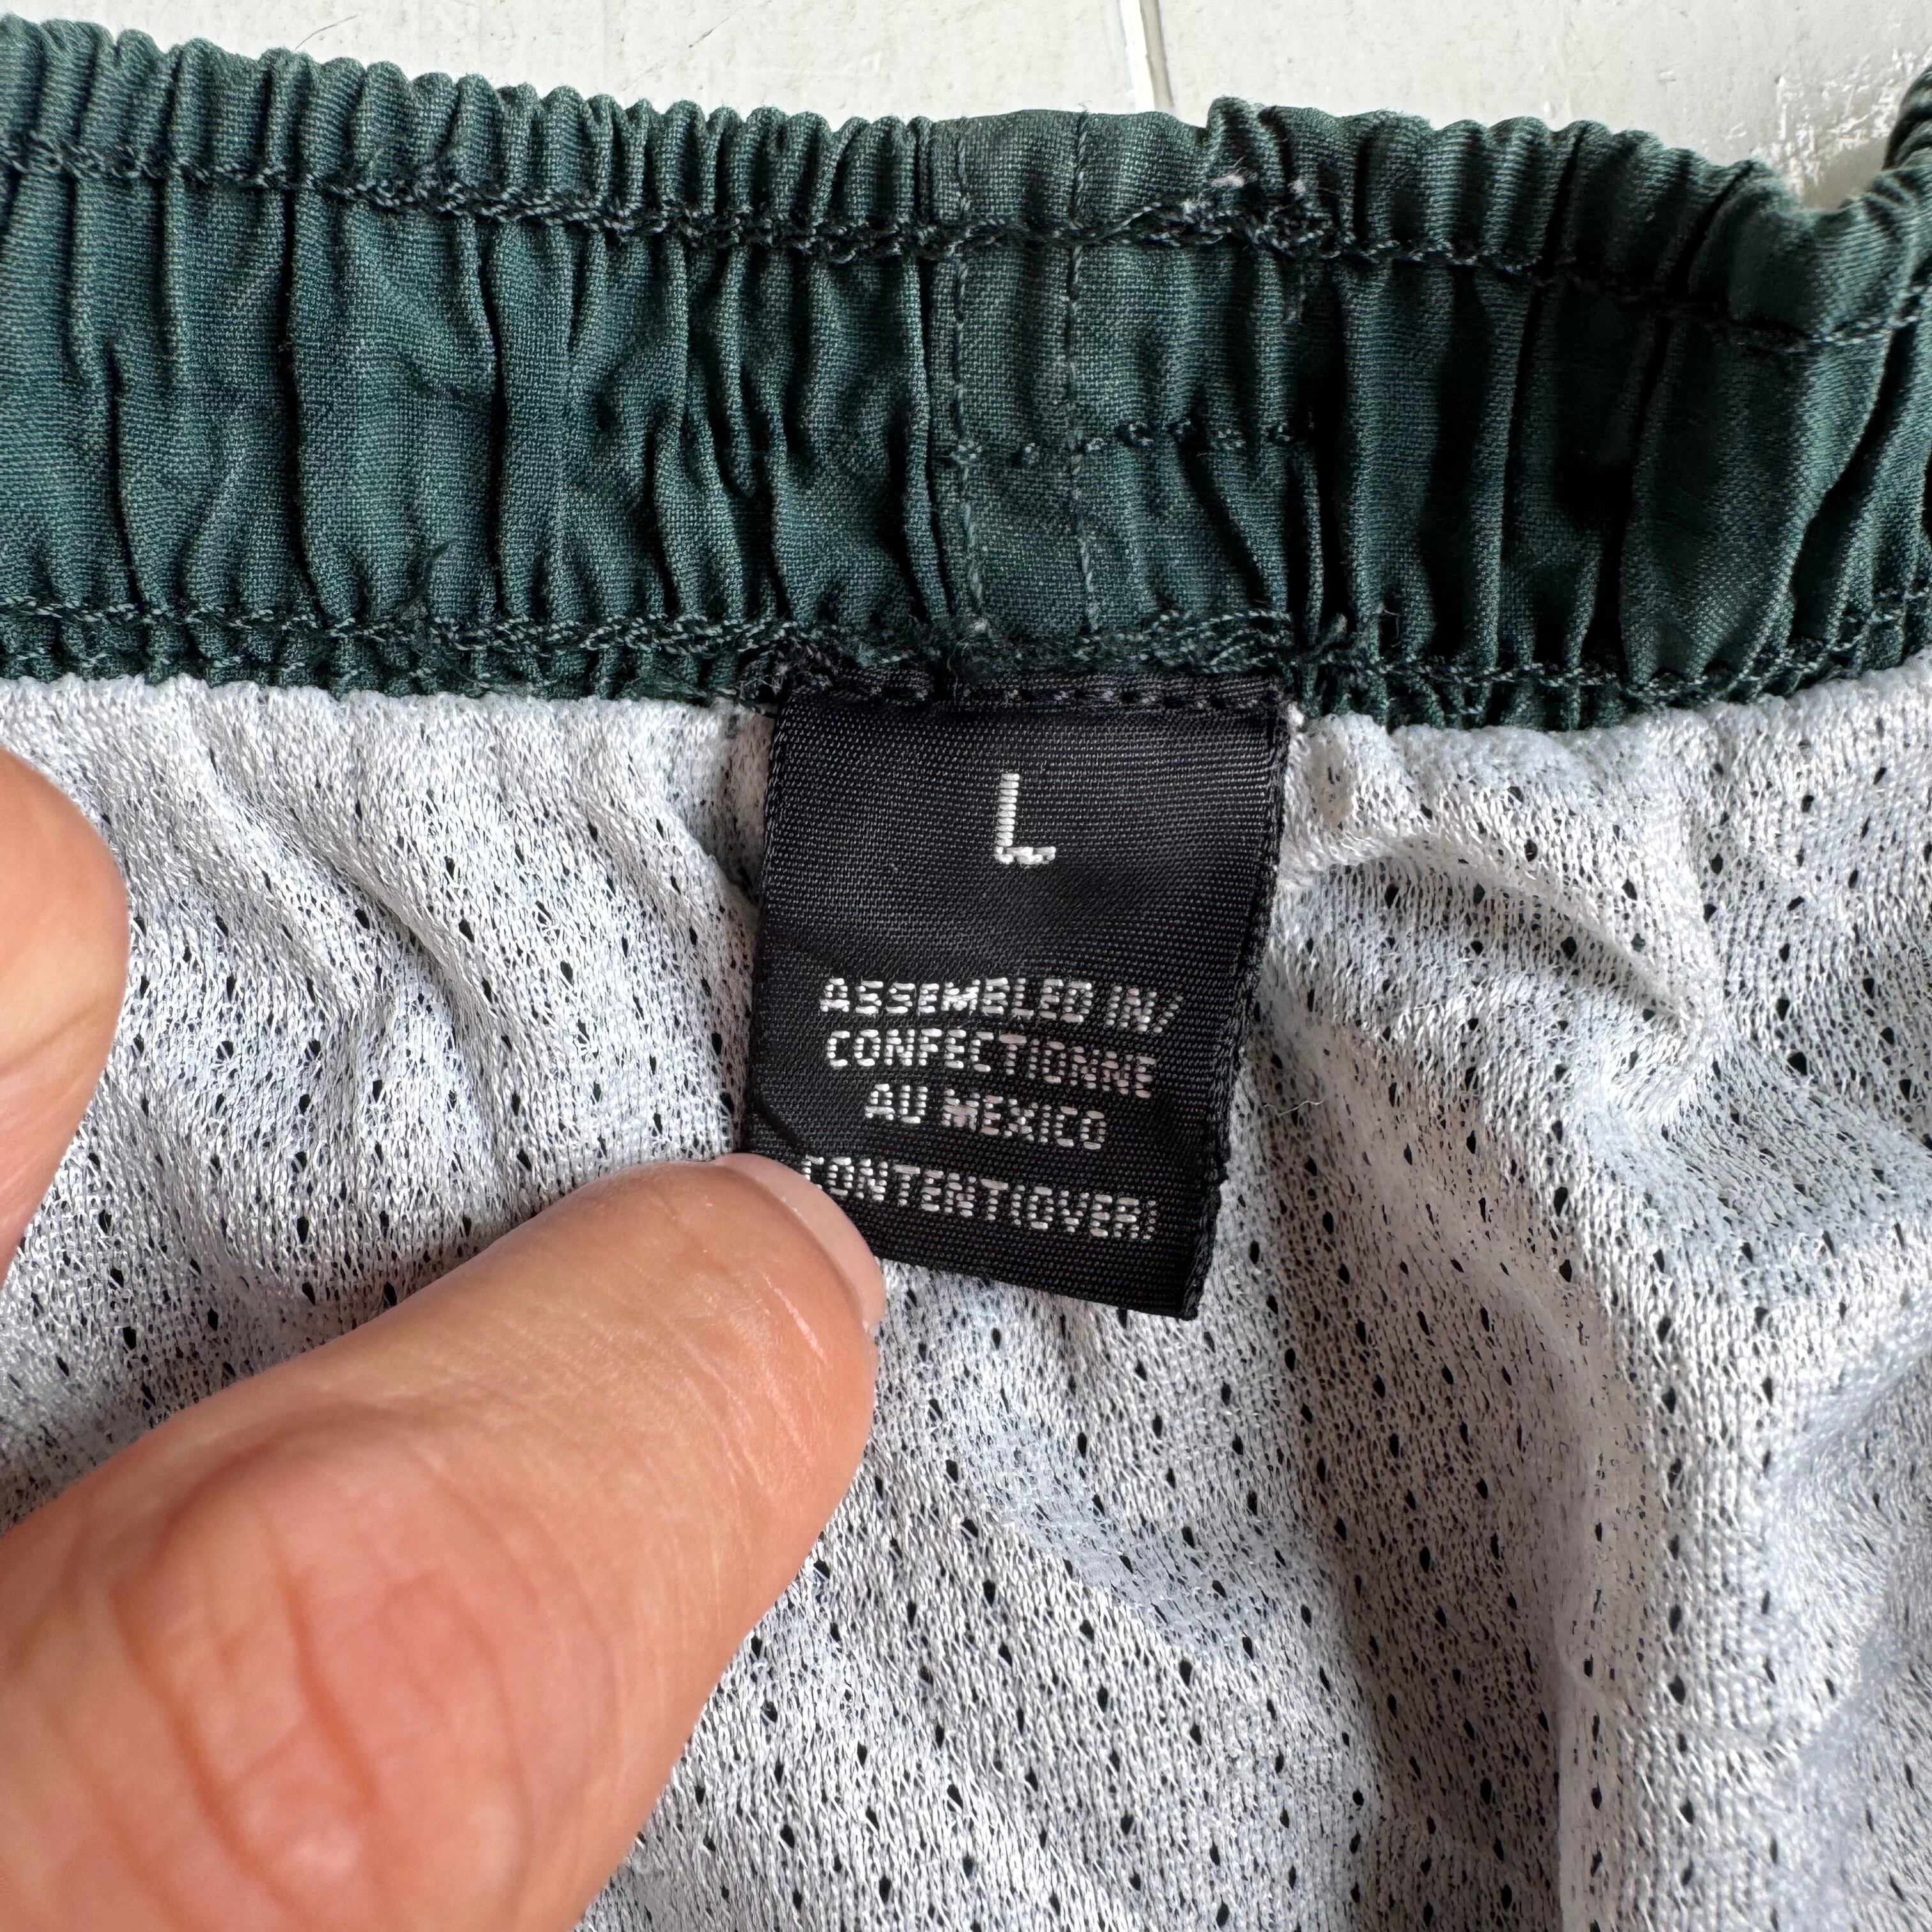 L
ASSEMBLED IN/
CONFECTIONNE
AU MEXICO
CONTENT(OVER)